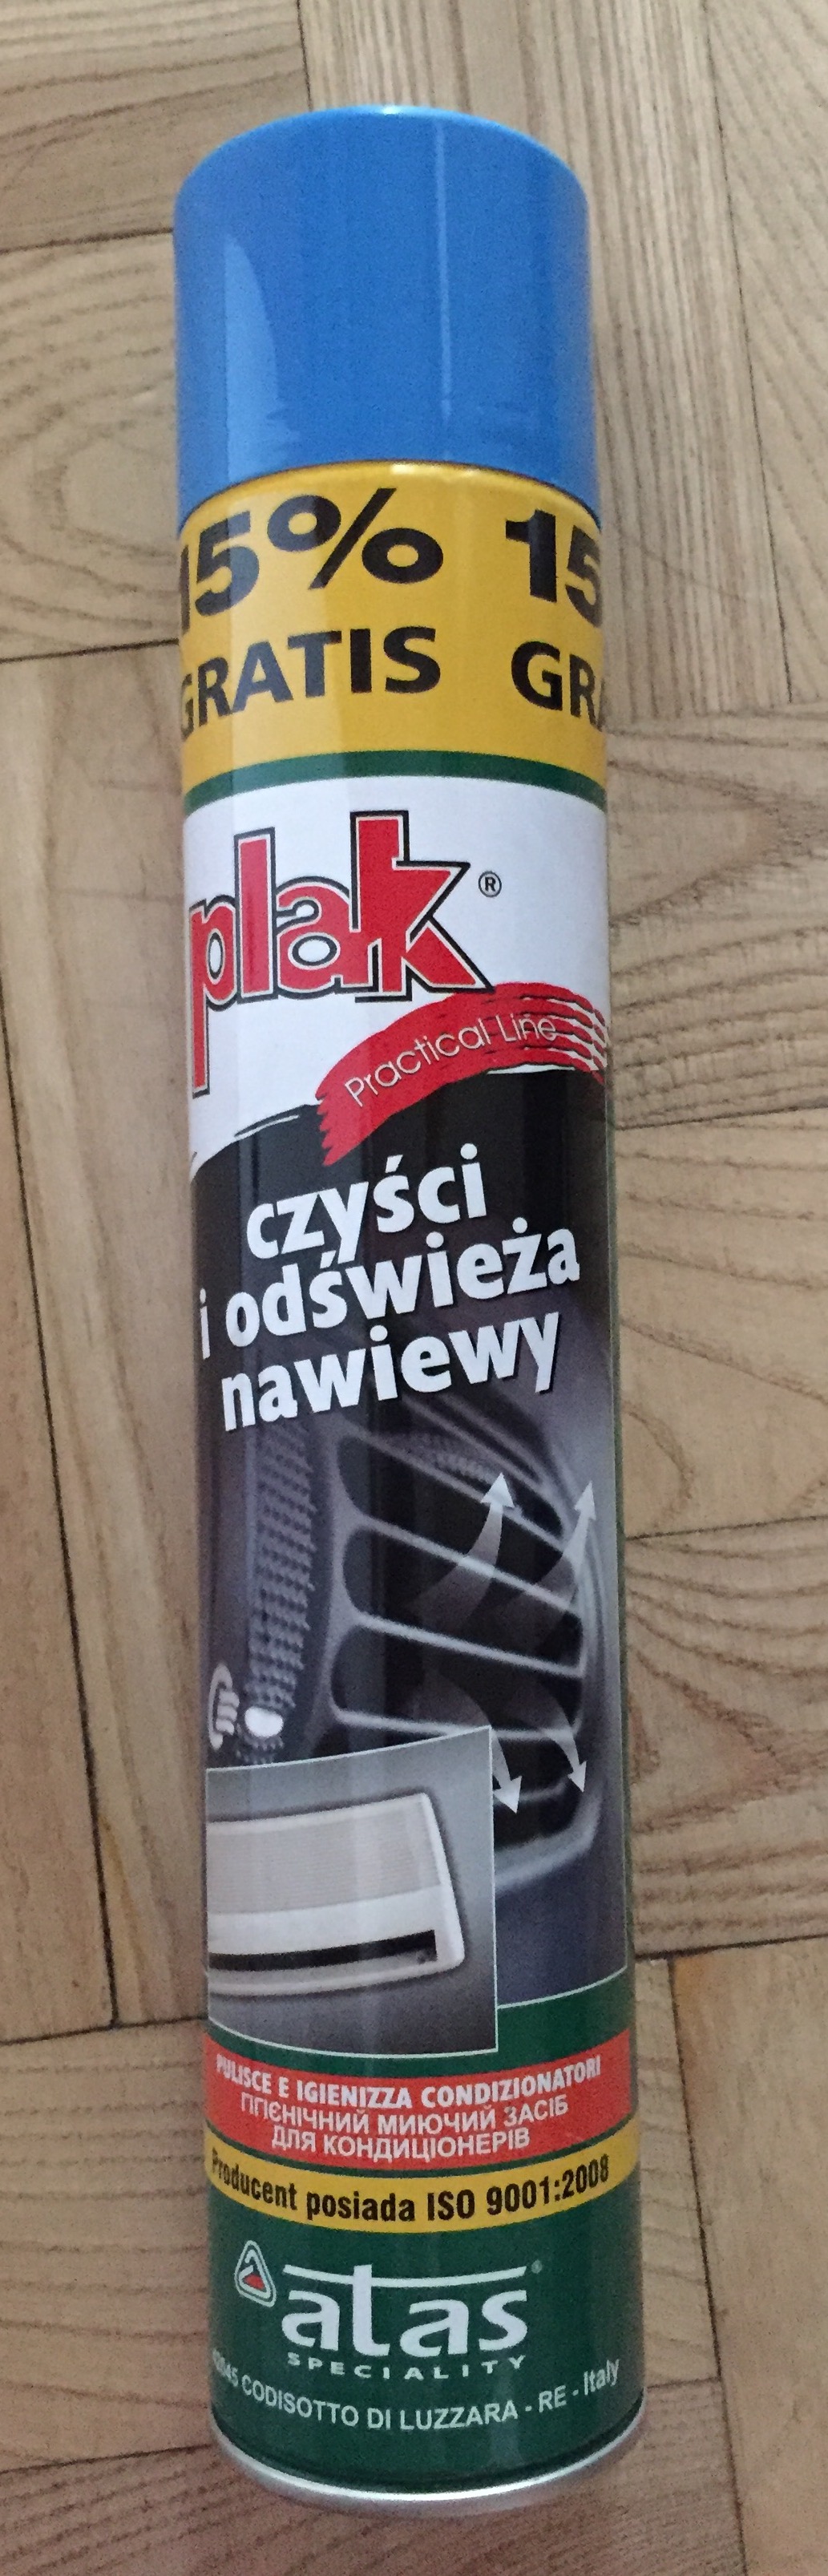 15% 15
GRATIS GRA
plak®
Practical Line
czyści
i odświeża
nawiewy
PULISCE E IGIENIZZA CONDIZIONATORI
ГІГІЄНІЧНИЙ МИЮЧИЙ ЗАСІБ
ДЛЯ КОНДИЦІОНЕРІВ
Producent posiada ISO 9001:2008
atas®
SPECIALITY
42045 CODISOTTO DI LUZZARA - RE - Italy